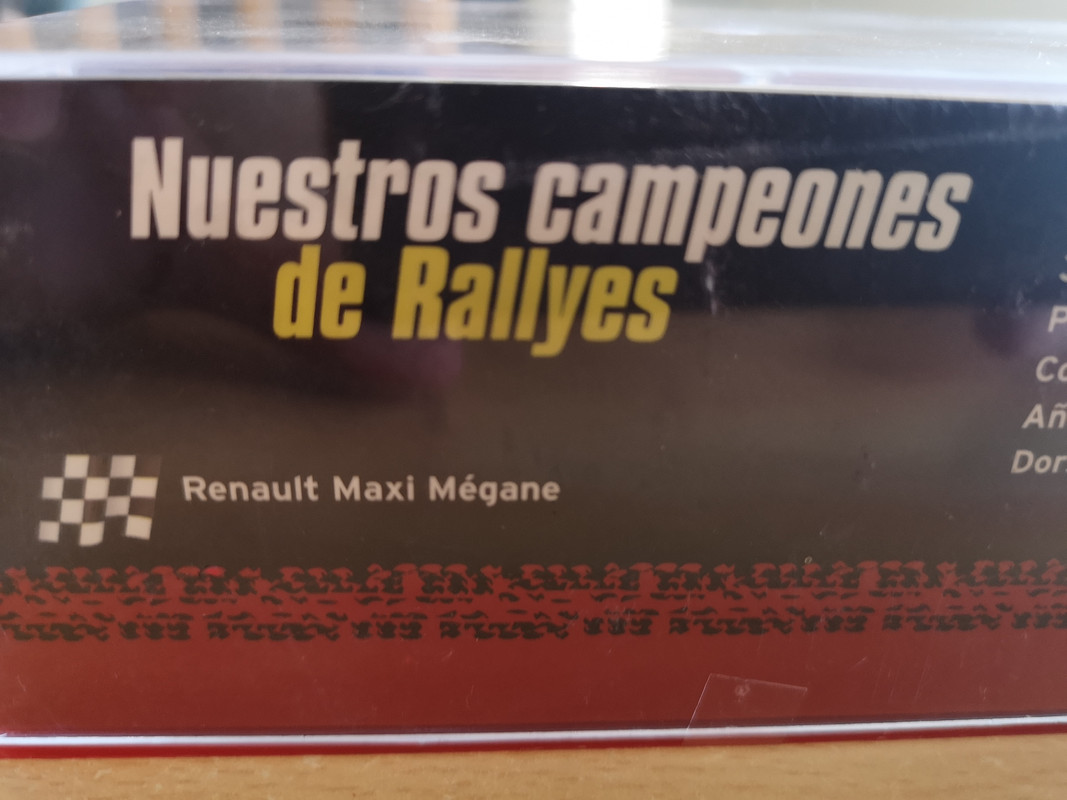 Nuestros campeones
de Rallyes
Renault Maxi Mégane